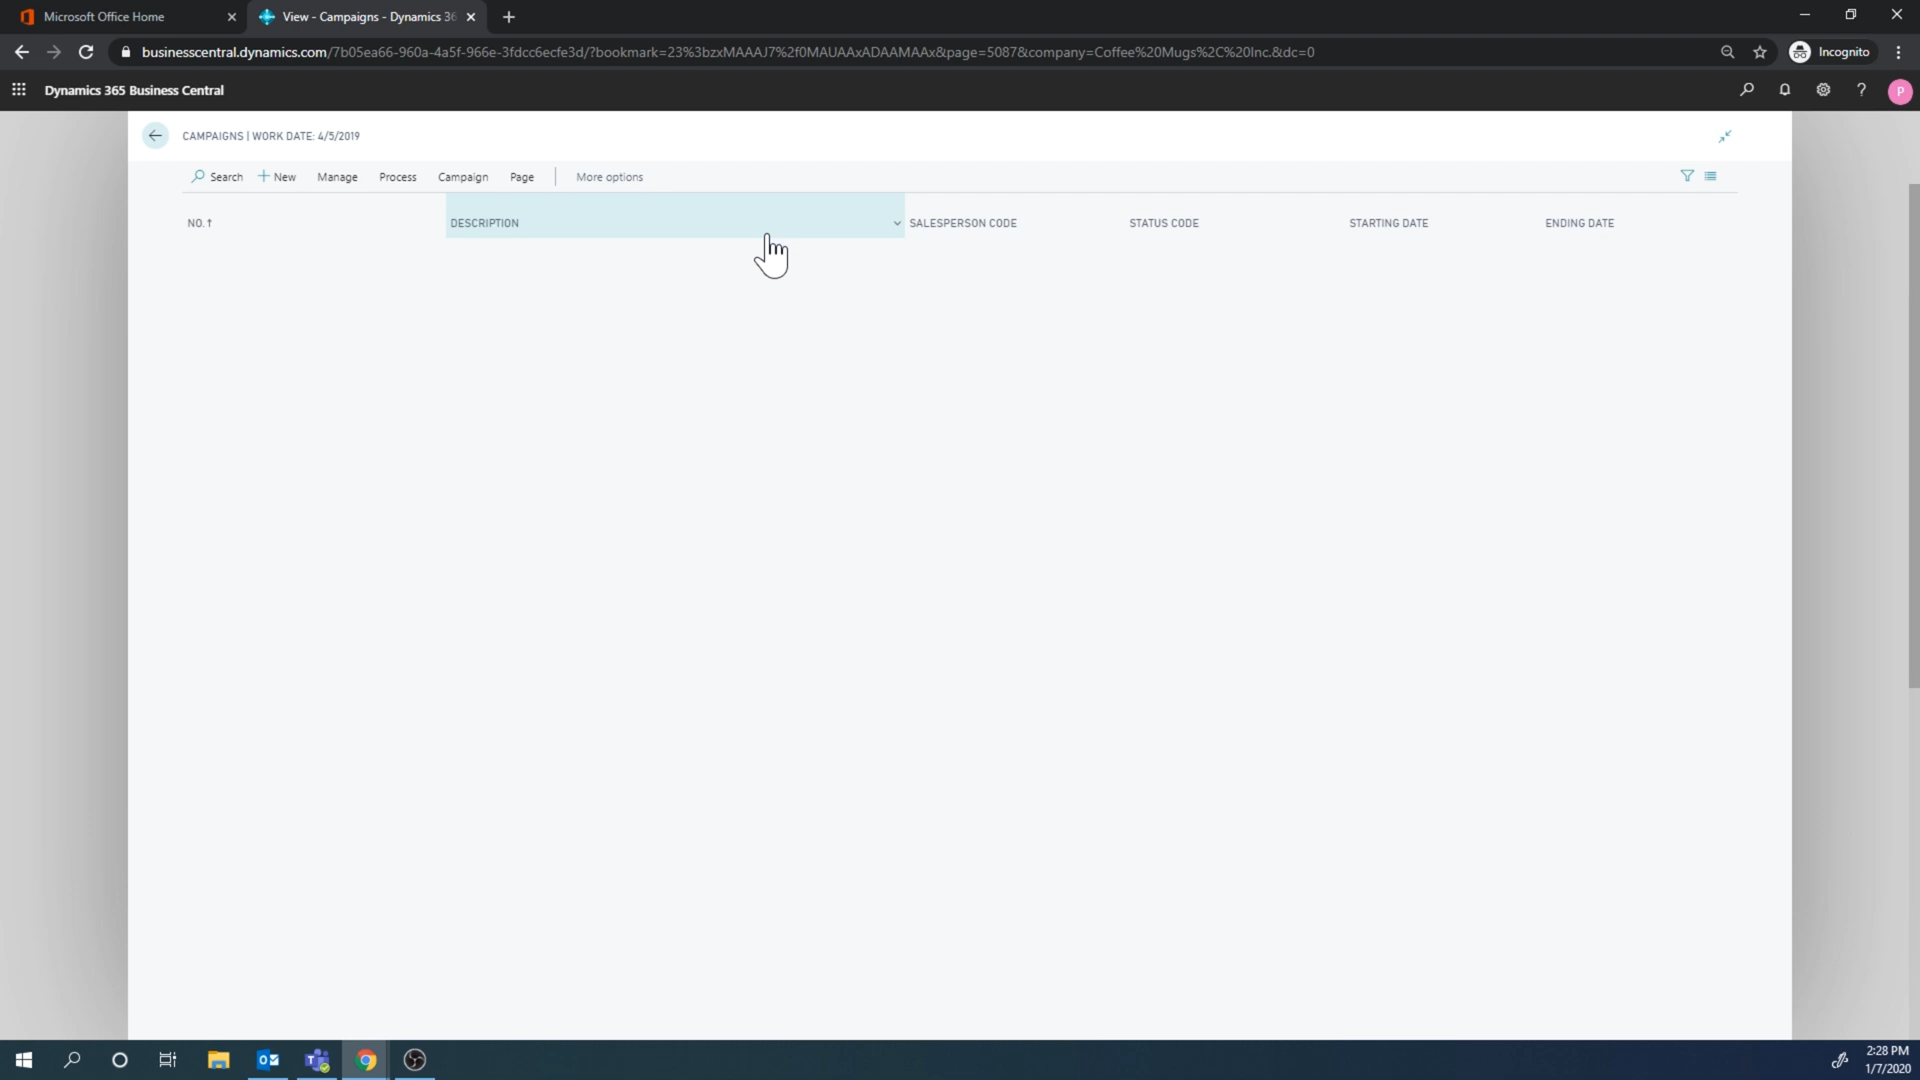 Microsoft Office Home
View - Campaigns - Dynamics 36
businesscentral.dynamics.com/7b05ea66-960a-4a5f-966e-3fdcc6ecfe3d/?bookmark=23%3bzxMAAAJ7%2f0MAUAAxADAAMAAx&page=5087&company=Coffee%20Mugs%2C%20Inc.&dc=0
Incognito
Dynamics 365 Business Central
P
CAMPAIGNS | WORK DATE: 4/5/2019
Search
New
Manage
Process
Campaign
Page
More options
NO.↑
DESCRIPTION
SALESPERSON CODE
STATUS CODE
STARTING DATE
ENDING DATE
2:28 PM
1/7/2020